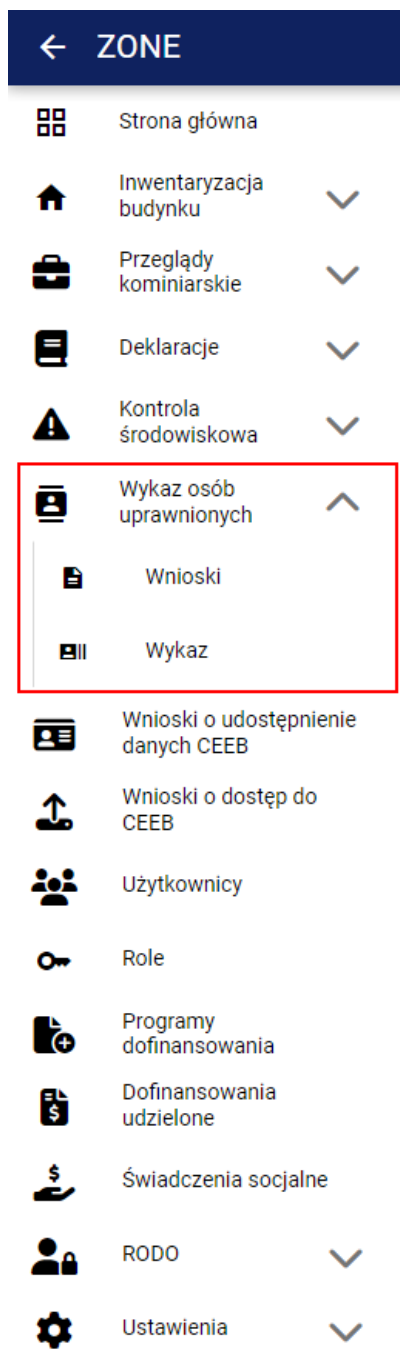 ZONE
Strona główna
Inwentaryzacja
budynku
Przeglądy
kominiarskie
Deklaracje
Kontrola
środowiskowa
Wykaz osób
uprawnionych
Wnioski
Wykaz
Wnioski o udostępnienie
danych CEEB
Wnioski o dostęp do
CEEB
Użytkownicy
Role
Programy
dofinansowania
Dofinansowania
udzielone
Świadczenia socjalne
RODO
Ustawienia